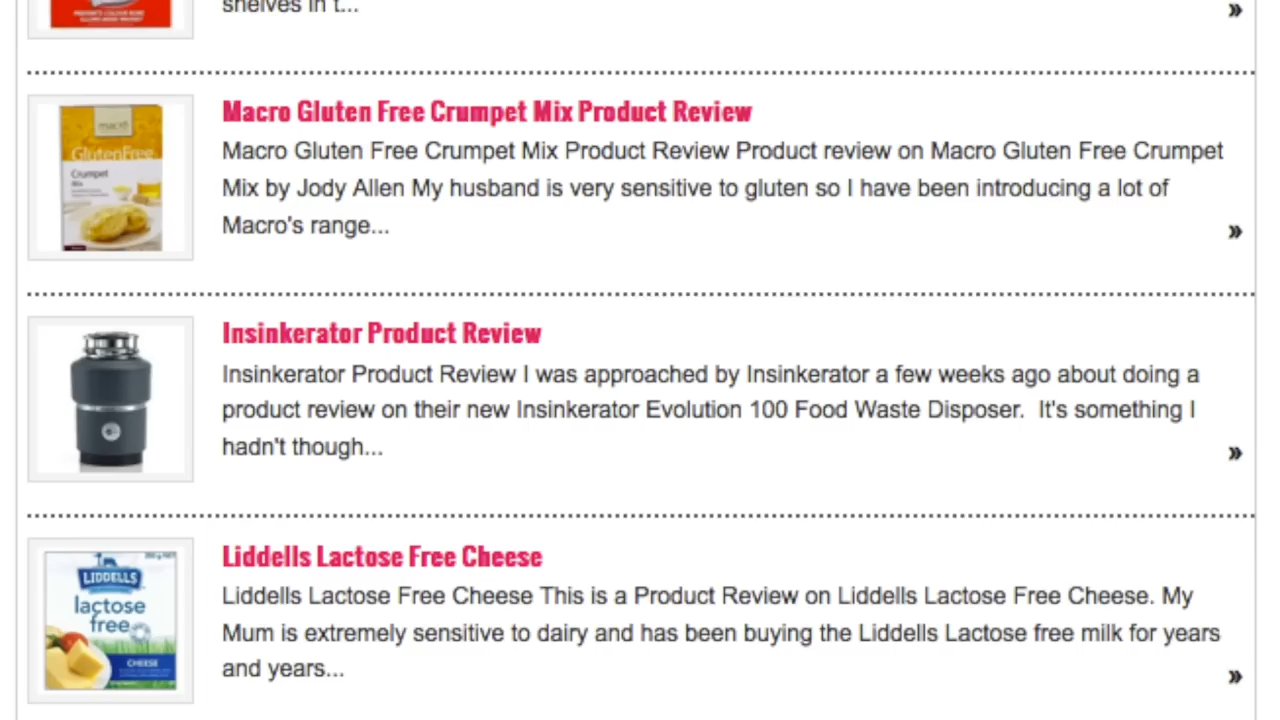 shelves in t...
»
Macro Gluten Free Crumpet Mix Product Review
Macro Gluten Free Crumpet Mix Product Review Product review on Macro Gluten Free Crumpet
Mix by Jody Allen My husband is very sensitive to gluten so I have been introducing a lot of
Macro's range...
»
macro
GlutenFree
Crumpet
Mix
Insinkerator Product Review
Insinkerator Product Review I was approached by Insinkerator a few weeks ago about doing a
product review on their new Insinkerator Evolution 100 Food Waste Disposer. It's something I
hadn't though...
»
Liddells Lactose Free Cheese
Liddells Lactose Free Cheese This is a Product Review on Liddells Lactose Free Cheese. My
Mum is extremely sensitive to dairy and has been buying the Liddells Lactose free milk for years
and years...
»
LIDDELLS
lactose
free
CHEESE